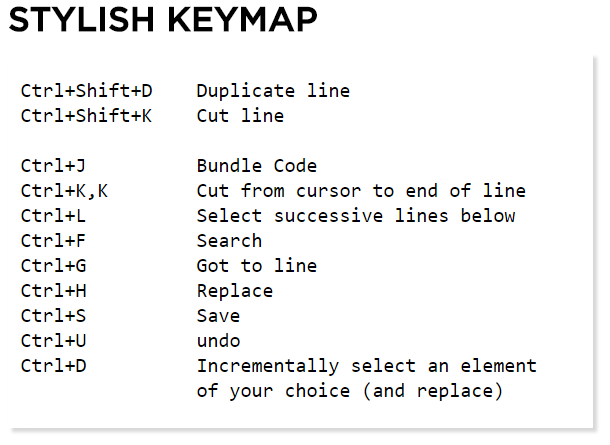 STYLISH KEYMAP
Ctrl+Shift+D Duplicate line
Ctrl+Shift+K Cut line
Ctrl+J Bundle Code
Ctrl+K,K Cut from cursor to end of line
Ctrl+L Select successive lines below
Ctrl+F Search
Ctrl+G Got to line
Ctrl+H Replace
Ctrl+S Save
Ctrl+U undo
Ctrl+D Incrementally select an element
of your choice (and replace)